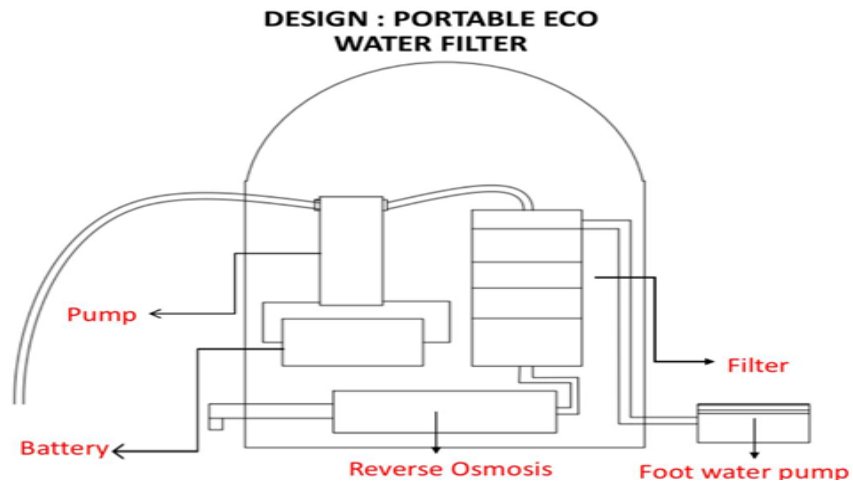 DESIGN : PORTABLE ECO
WATER FILTER
Pump
Filter
Battery
Reverse Osmosis
Foot water pump